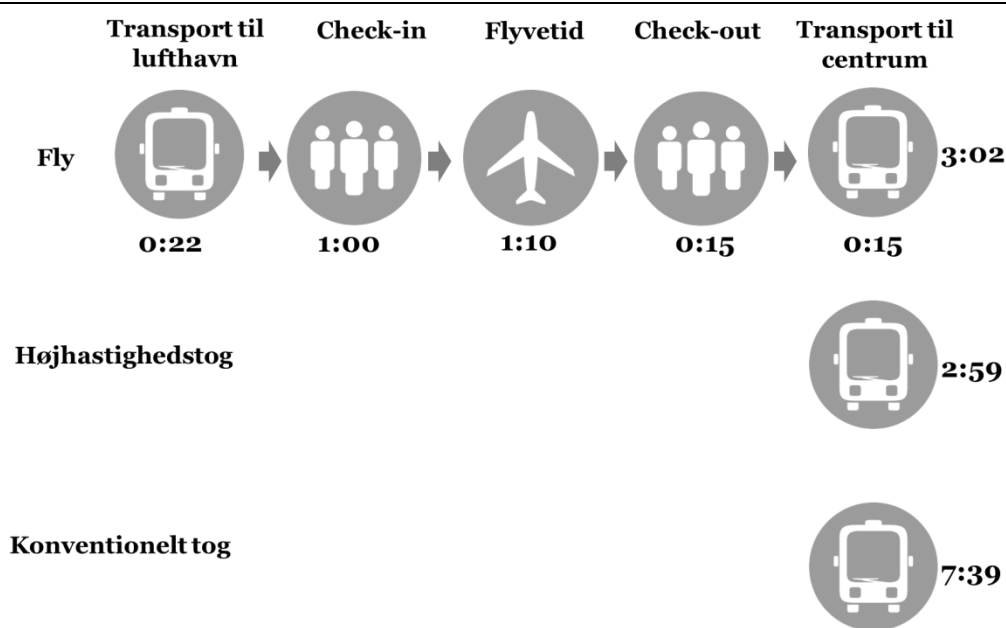 Transport til
lufthavn
Check-in
Flyvetid
Check-out
Transport til
centrum
Fly
3:02
0:22
1:00
1:10
0:15
0:15
Højhastighedstog
2:59
Konventionelt tog
7:39